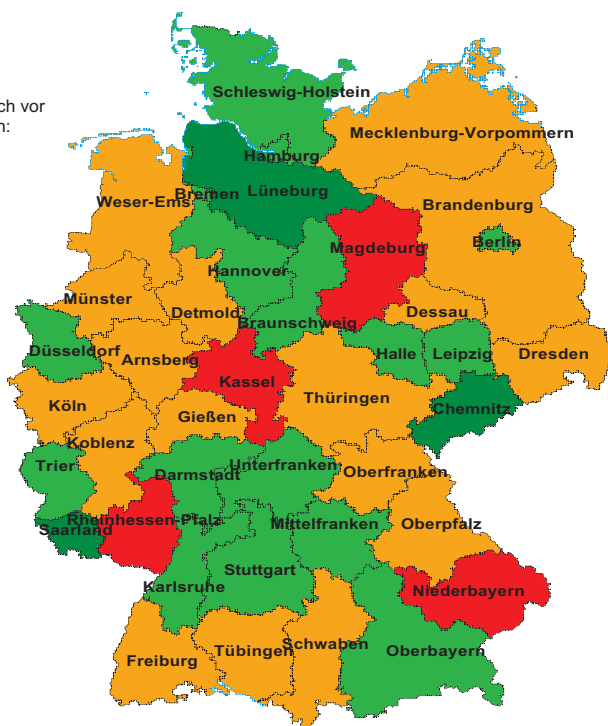 Schleswig-Holstein
ch vor
n:
Mecklenburg-Vorpommern
Hamburg
Bremen
Lüneburg
Weser-Ems
Brandenburg
Berlin
Magdeburg
Hannover
Münster
Detmold
Dessau
Braunschweig
Düsseldorf
Arnsberg
Halle
Leipzig
Dresden
Kassel
Thüringen
Köln
Gießen
Chemnitz
Koblenz
Trier
Darmstadt
Unterfranken
Oberfranken
Rheinhessen-Pfalz
Saarland
Mittelfranken
Oberpfalz
Stuttgart
Karlsruhe
Niederbayern
Schwaben
Tübingen
Oberbayern
Freiburg